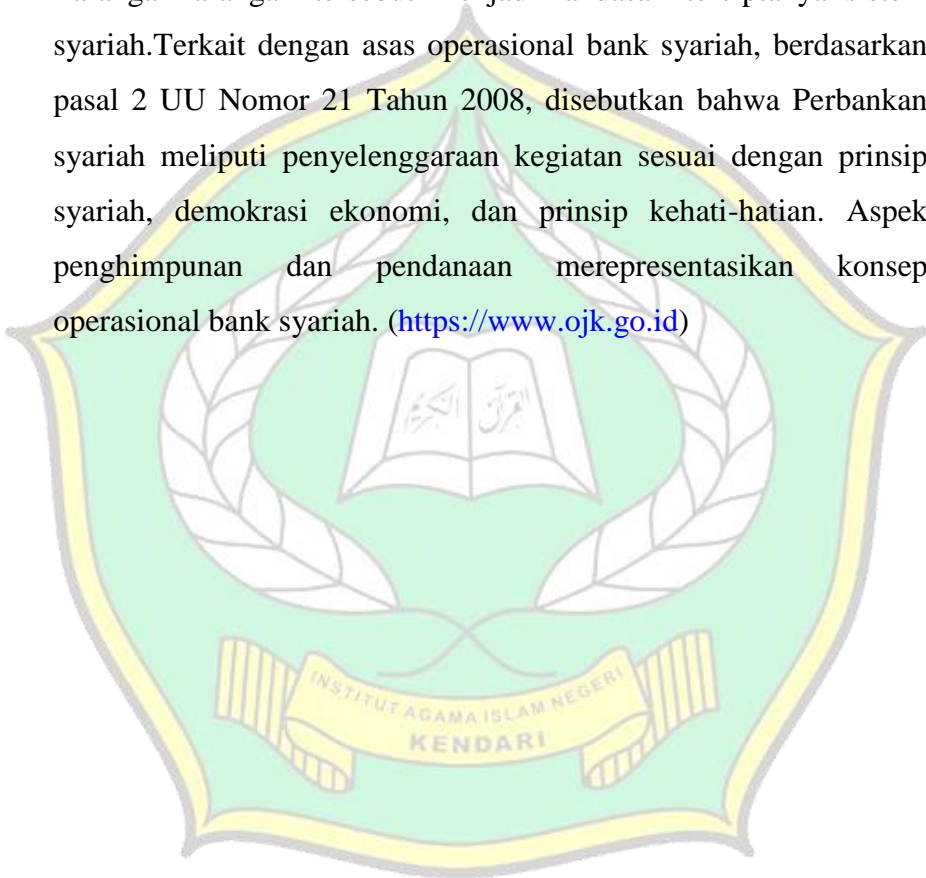 syariah.Terkait dengan asas operasional bank syariah, berdasarkan
pasal 2 UU Nomor 21 Tahun 2008, disebutkan bahwa Perbankan
syariah meliputi penyelenggaraan kegiatan sesuai dengan prinsip
syariah, demokrasi ekonomi, dan prinsip kehati-hatian. Aspek
penghimpunan dan pendanaan merepresentasikan konsep
operasional bank syariah. (https://www.ojk.go.id)
القرآن الكريم
INSTITUT AGAMA ISLAM NEGERI
KENDARI